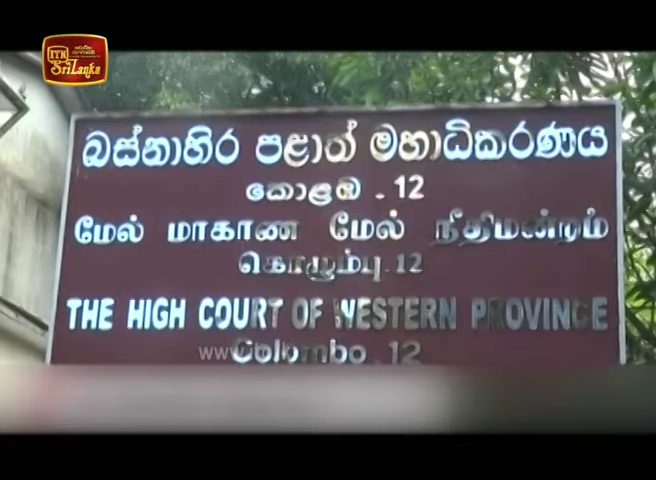 ITN
SriLanka
බස්නාහිර පළාත් මහාධිකරණය
කොළඹ . 12
மேல் மாகாண மேல் நீதிமன்றம்
கொழும்பு . 12
THE HIGH COURT OF WESTERN PROVINCE
Colombo . 12